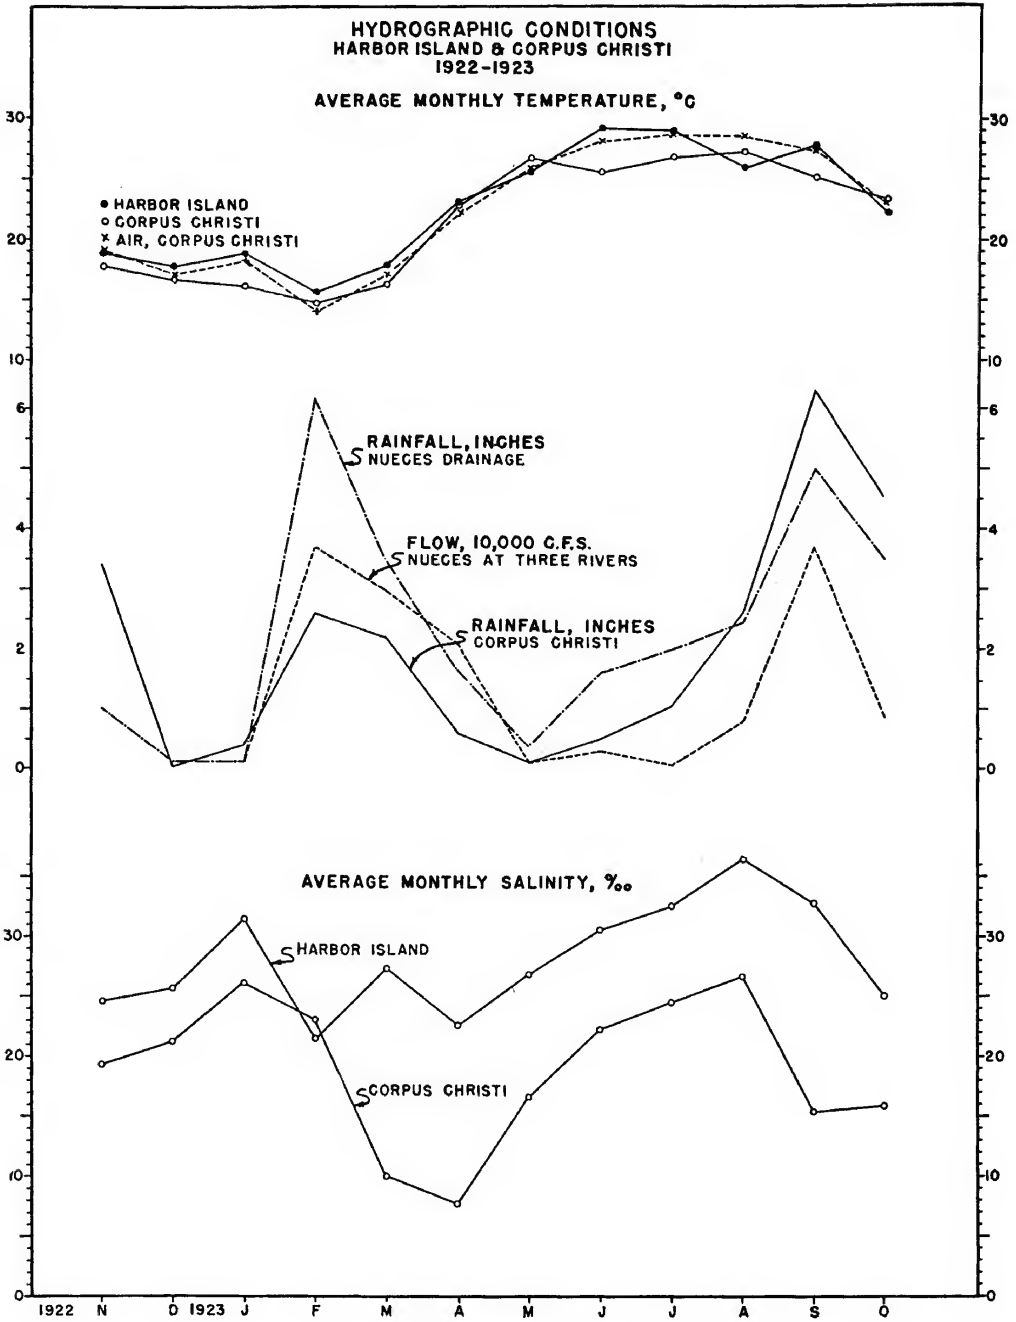 HYDROGRAPHIC CONDITIONS
HARBOR ISLAND & CORPUS CHRISTI
1922-1923
AVERAGE MONTHLY TEMPERATURE, °C
30
30
● HARBOR ISLAND
○ CORPUS CHRISTI
× AIR, CORPUS CHRISTI
20
20
10
10
6
6
RAINFALL, INCHES
NUECES DRAINAGE
4
4
FLOW, 10,000 C.F.S.
NUECES AT THREE RIVERS
RAINFALL, INCHES
CORPUS CHRISTI
2
2
0
0
AVERAGE MONTHLY SALINITY, ‰
30
30
HARBOR ISLAND
20
20
CORPUS CHRISTI
10
10
0
0
1922 N D 1923 J F M A M J J A S O